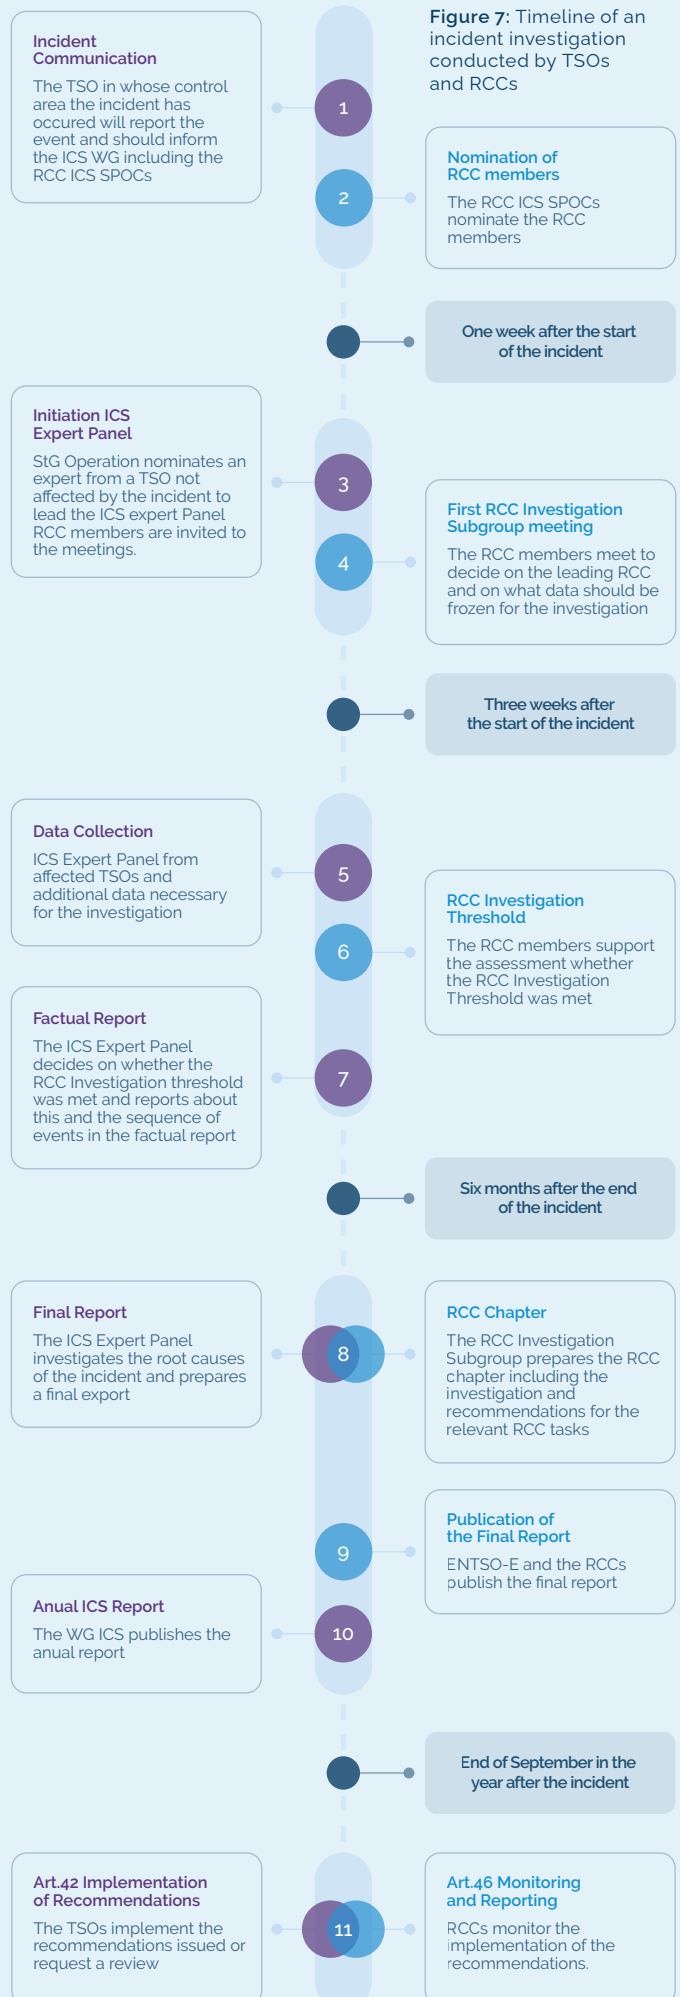 Figure 7: Timeline of an
incident investigation
conducted by TSOs
and RCCs
Incident
Communication
The TSO in whose control
area the incident has
occured will report the
event and should inform
the ICS WG including the
RCC ICS SPOCs
1
Nomination of
RCC members
The RCC ICS SPOCs
nominate the RCC
members
2
One week after the start
of the incident
Initiation ICS
Expert Panel
StG Operation nominates an
expert from a TSO not
affected by the incident to
lead the ICS expert Panel
RCC members are invited to
the meetings.
3
First RCC Investigation
Subgroup meeting
The RCC members meet to
decide on the leading RCC
and on what data should be
frozen for the investigation
4
Three weeks after
the start of the incident
Data Collection
ICS Expert Panel from
affected TSOs and
additional data necessary
for the investigation
5
RCC Investigation
Threshold
The RCC members support
the assessment whether
the RCC Investigation
Threshold was met
6
Factual Report
The ICS Expert Panel
decides on whether the
RCC Investigation threshold
was met and reports about
this and the sequence of
events in the factual report
7
Six months after the end
of the incident
Final Report
The ICS Expert Panel
investigates the root causes
of the incident and prepares
a final export
8
RCC Chapter
The RCC Investigation
Subgroup prepares the RCC
chapter including the
investigation and
recommendations for the
relevant RCC tasks
Publication of
the Final Report
ENTSO-E and the RCCs
publish the final report
9
Anual ICS Report
The WG ICS publishes the
anual report
10
End of September in the
year after the incident
Art.42 Implementation
of Recommendations
The TSOs implement the
recommendations issued or
request a review
11
Art.46 Monitoring
and Reporting
RCCs monitor the
implementation of the
recommendations.